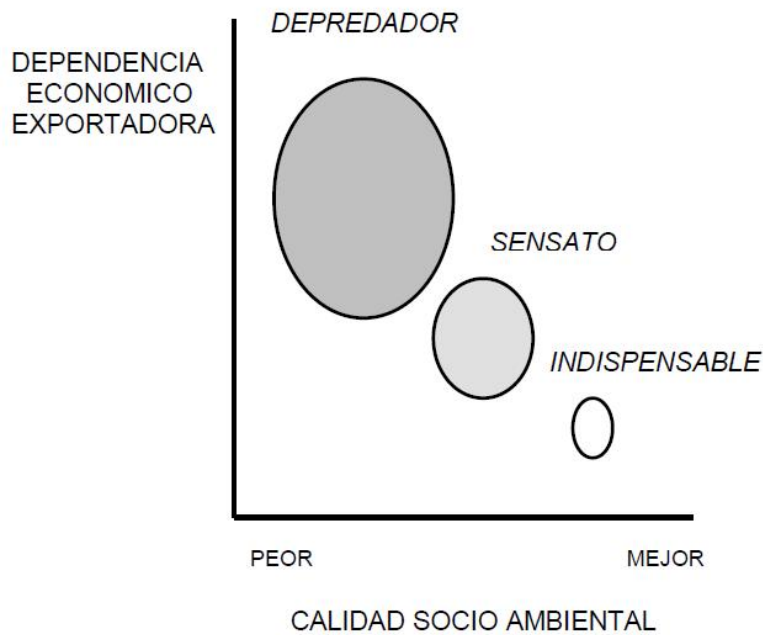 DEPREDADOR
DEPENDENCIA
ECONOMICO
EXPORTADORA
SENSATO
INDISPENSABLE
PEOR
MEJOR
CALIDAD SOCIO AMBIENTAL